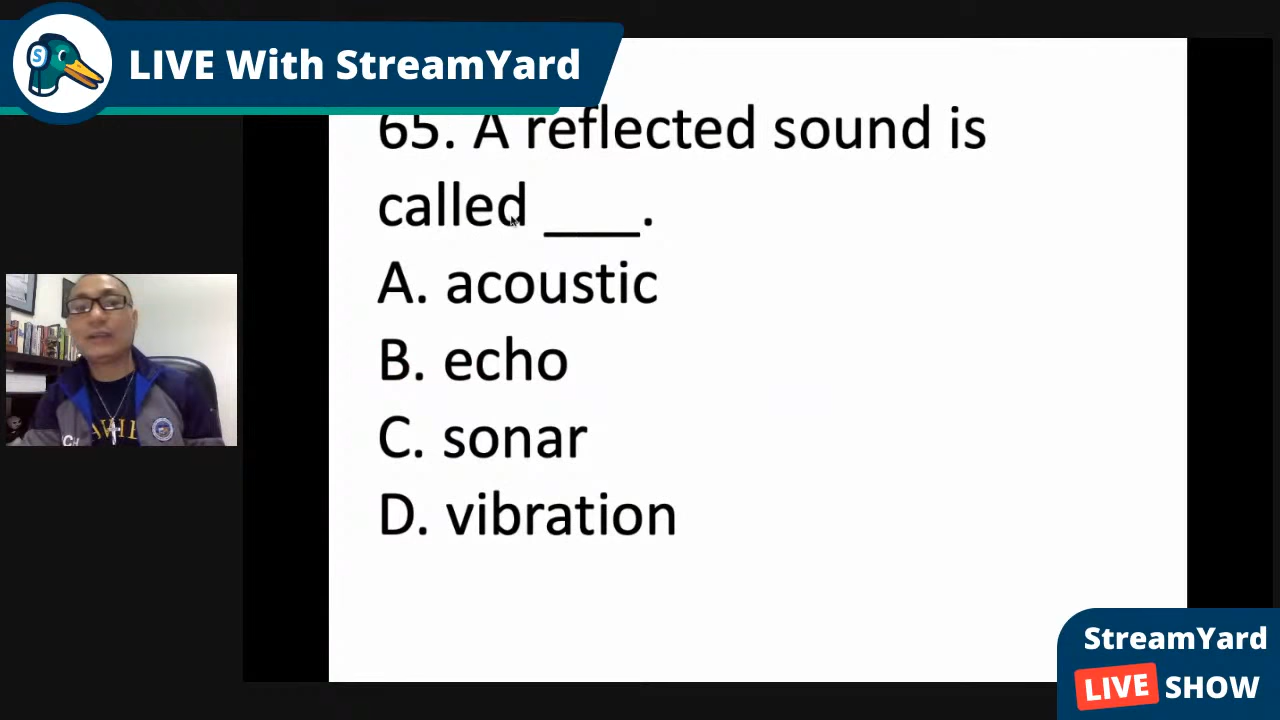 S
LIVE With StreamYard
65. A reflected sound is
called ___.
A. acoustic
B. echo
C. sonar
D. vibration
StreamYard
LIVE SHOW